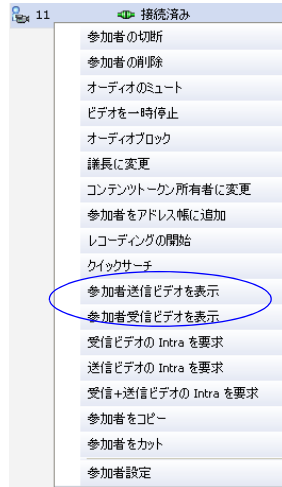 11 接続済み
参加者の切断
参加者の削除
オーディオのミュート
ビデオを一時停止
オーディオブロック
議長に変更
コンテンツトークン所有者に変更
参加者をアドレス帳に追加
レコーディングの開始
クイックサーチ
参加者送信ビデオを表示
参加者受信ビデオを表示
受信ビデオの Intra を要求
送信ビデオの Intra を要求
受信+送信ビデオの Intra を要求
参加者をコピー
参加者をカット
参加者設定